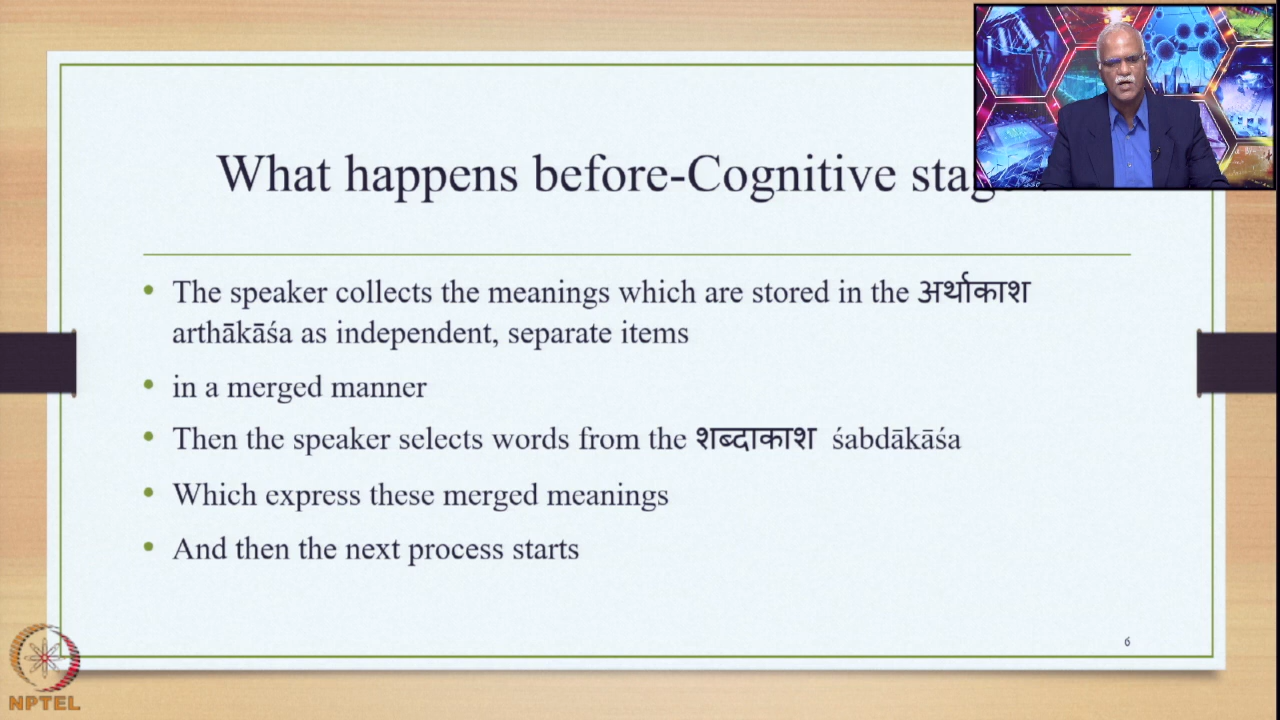 What happens before-Cognitive
• The speaker collects the meanings which are stored in the अर्थाकाश
arthākāśa as independent, separate items
• in a merged manner
• Then the speaker selects words from the शब्दाकाश śabdākāśa
• Which express these merged meanings
• And then the next process starts
६
NPTEL